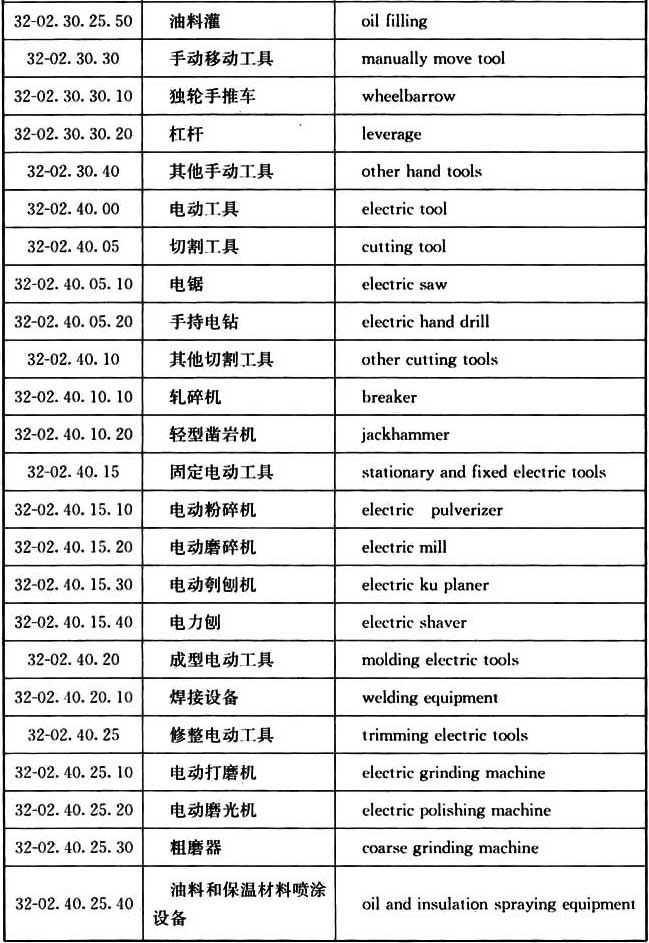 32-02.30.25.50 油料灌 oil filling
32-02.30.30 手动移动工具 manually move tool
32-02.30.30.10 独轮手推车 wheelbarrow
32-02.30.30.20 杠杆 leverage
32-02.30.40 其他手动工具 other hand tools
32-02.40.00 电动工具 electric tool
32-02.40.05 切割工具 cutting tool
32-02.40.05.10 电锯 electric saw
32-02.40.05.20 手持电钻 electric hand drill
32-02.40.10 其他切割工具 other cutting tools
32-02.40.10.10 轧碎机 breaker
32-02.40.10.20 轻型凿岩机 jackhammer
32-02.40.15 固定电动工具 stationary and fixed electric tools
32-02.40.15.10 电动粉碎机 electric pulverizer
32-02.40.15.20 电动磨碎机 electric mill
32-02.40.15.30 电动刳刨机 electric ku planer
32-02.40.15.40 电力刨 electric shaver
32-02.40.20 成型电动工具 molding electric tools
32-02.40.20.10 焊接设备 welding equipment
32-02.40.25 修整电动工具 trimming electric tools
32-02.40.25.10 电动打磨机 electric grinding machine
32-02.40.25.20 电动磨光机 electric polishing machine
32-02.40.25.30 粗磨器 coarse grinding machine
32-02.40.25.40 油料和保温材料喷涂
设备 oil and insulation spraying equipment